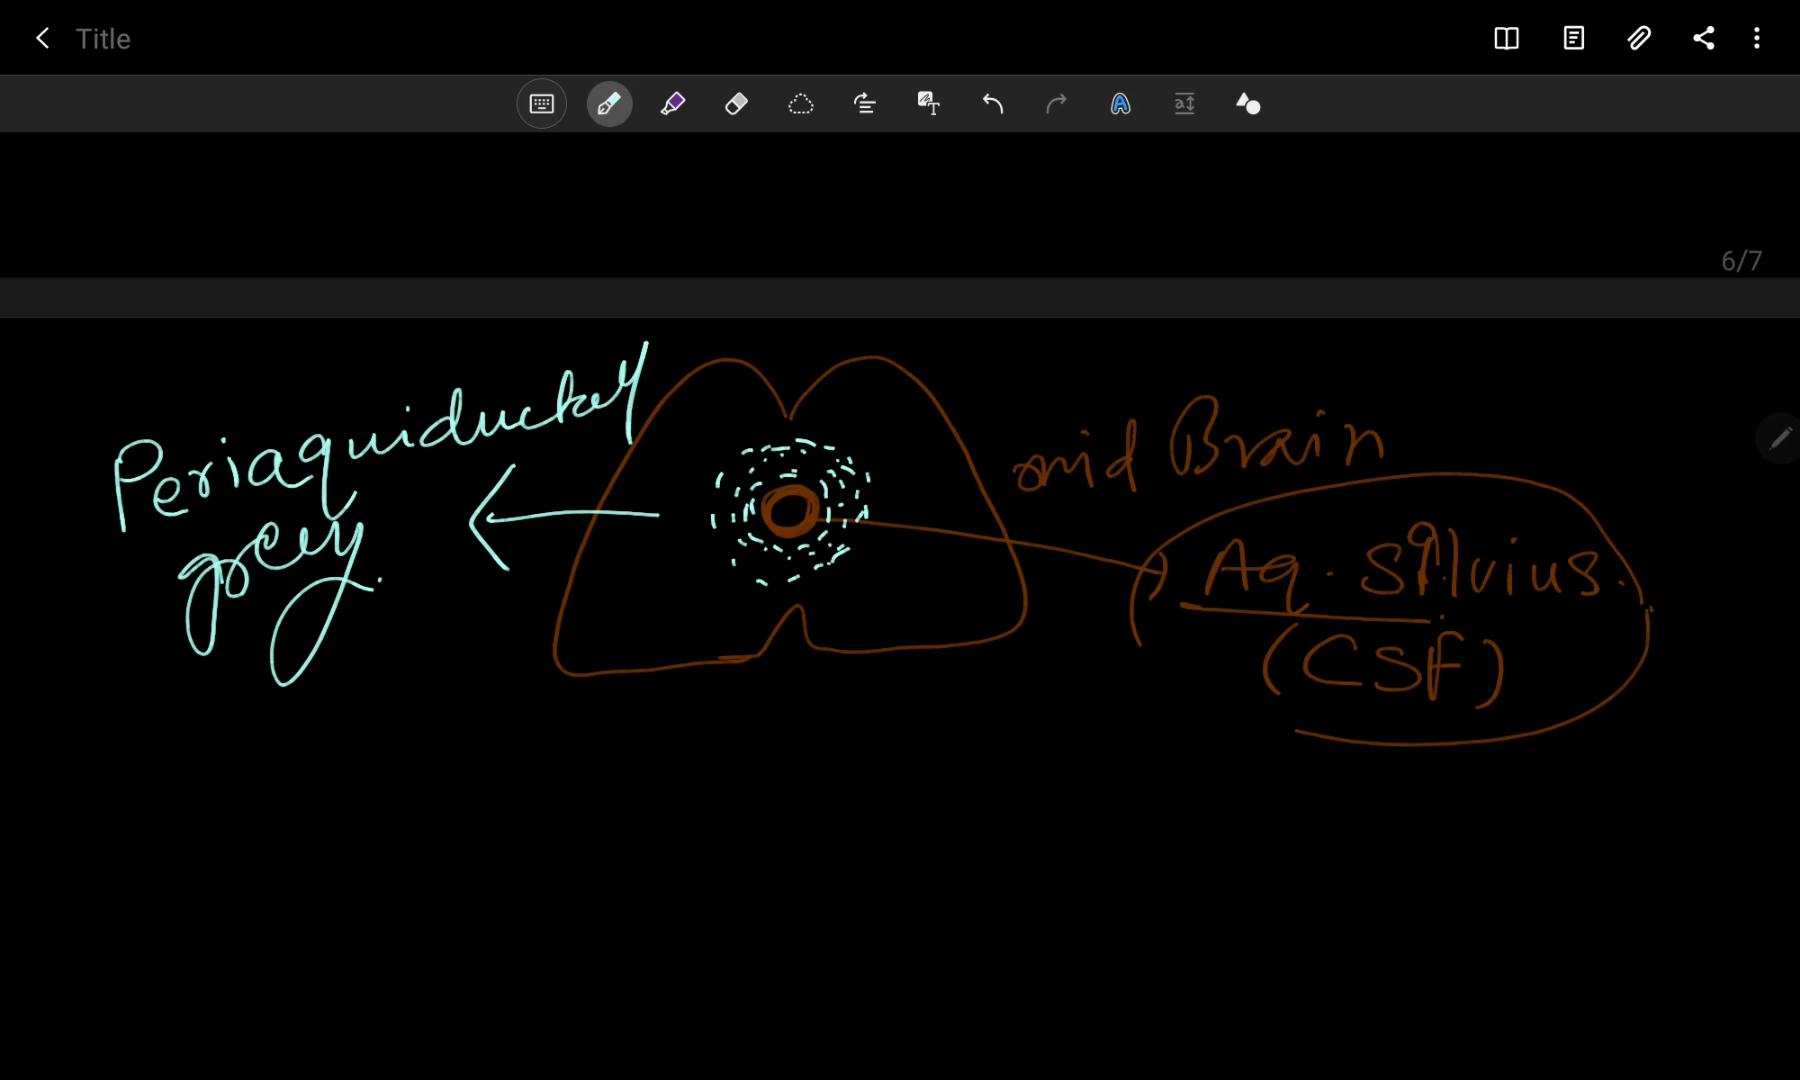 Title
6/7
Periaquiductal
grey.
mid Brain
Aq. Silvius.
(CSF)